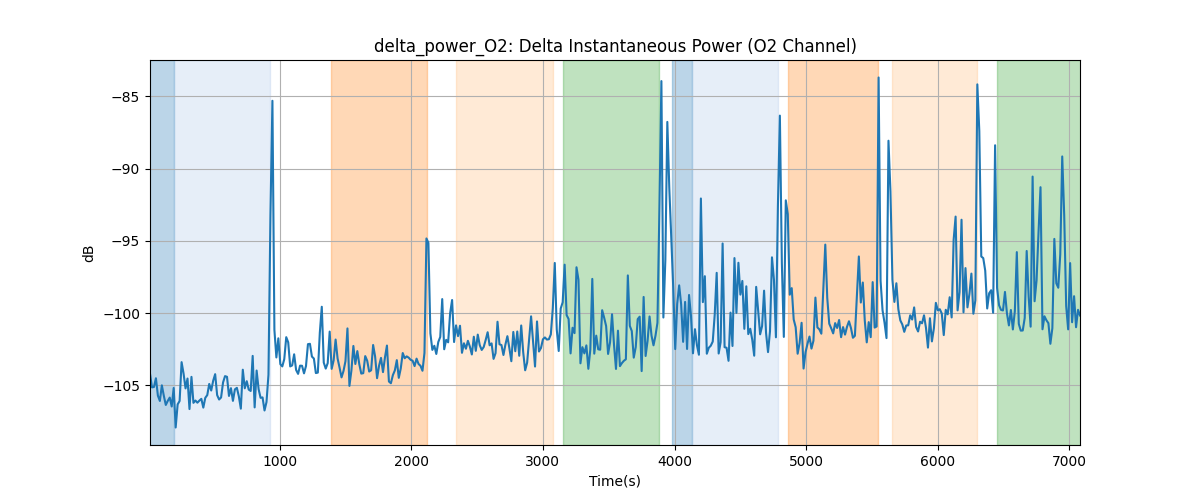 delta_power_O2: Delta Instantaneous Power (O2 Channel)
−85
−90
−95
−100
−105
dB
1000 2000 3000 4000 5000 6000 7000
Time(s)